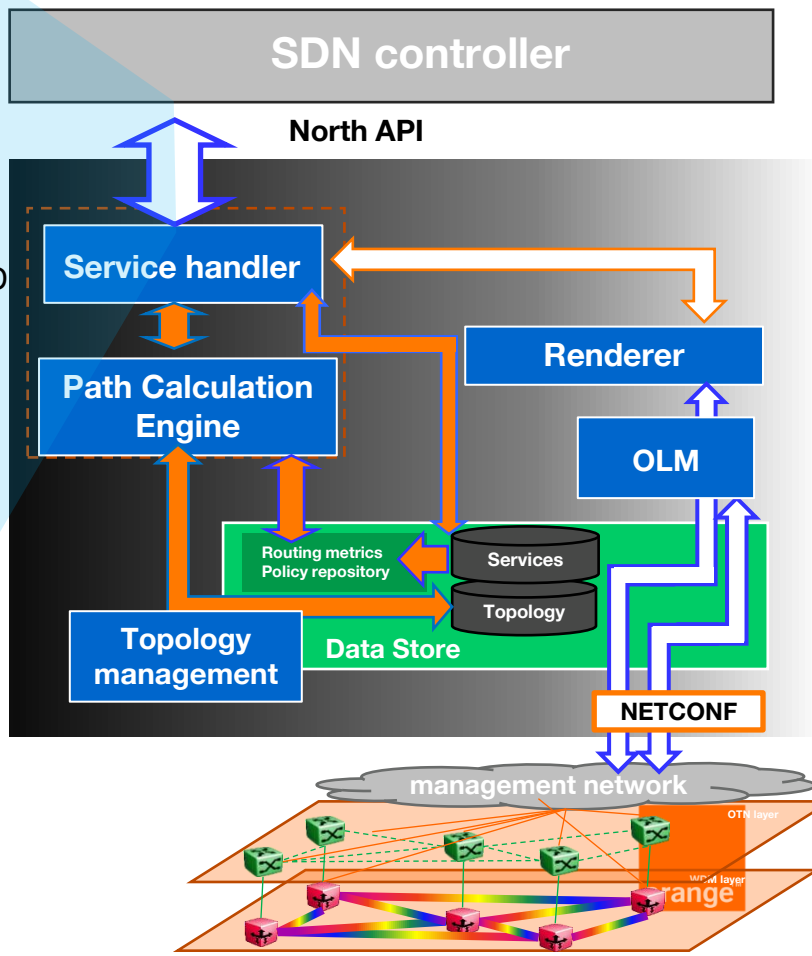 SDN controller
North API
Service handler
Renderer
Path Calculation
Engine
OLM
Routing metrics
Policy repository
Services
Topology
Topology
management
Data Store
NETCONF
management network
OTN layer
WDM layer